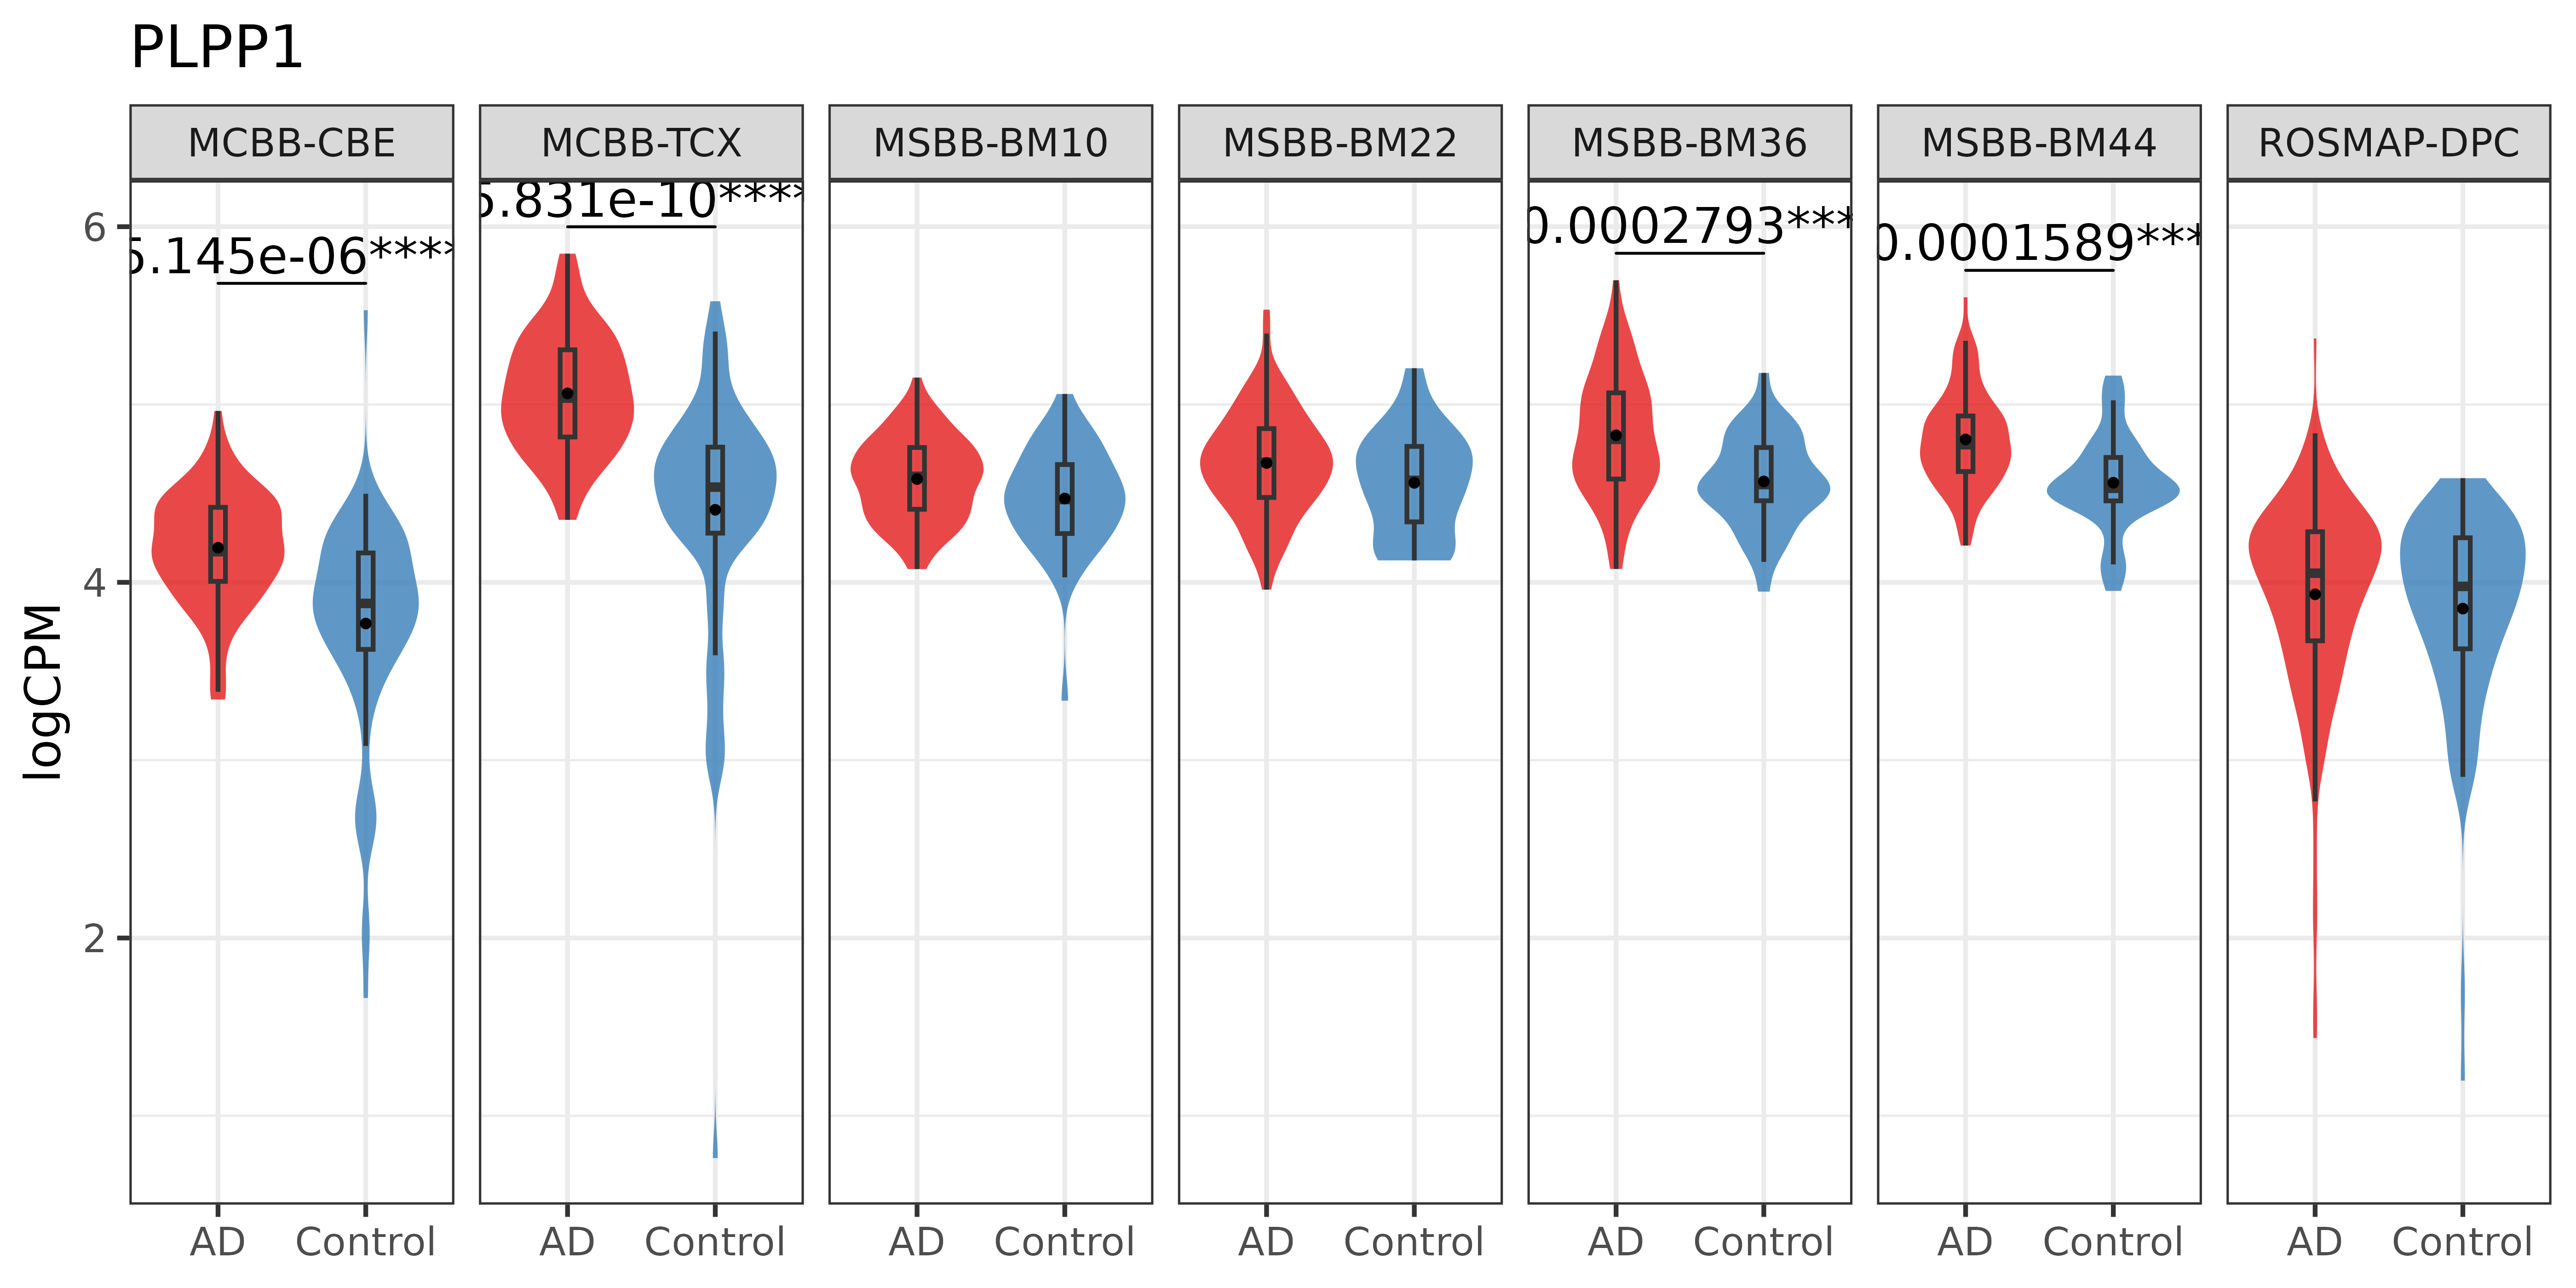 PLPP1
MCBB-CBE MCBB-TCX MSBB-BM10 MSBB-BM22 MSBB-BM36 MSBB-BM44 ROSMAP-DPC
5.145e-06**** 5.831e-10**** 0.0002793*** 0.0001589***
logCPM
6
4
2
AD Control AD Control AD Control AD Control AD Control AD Control AD Control